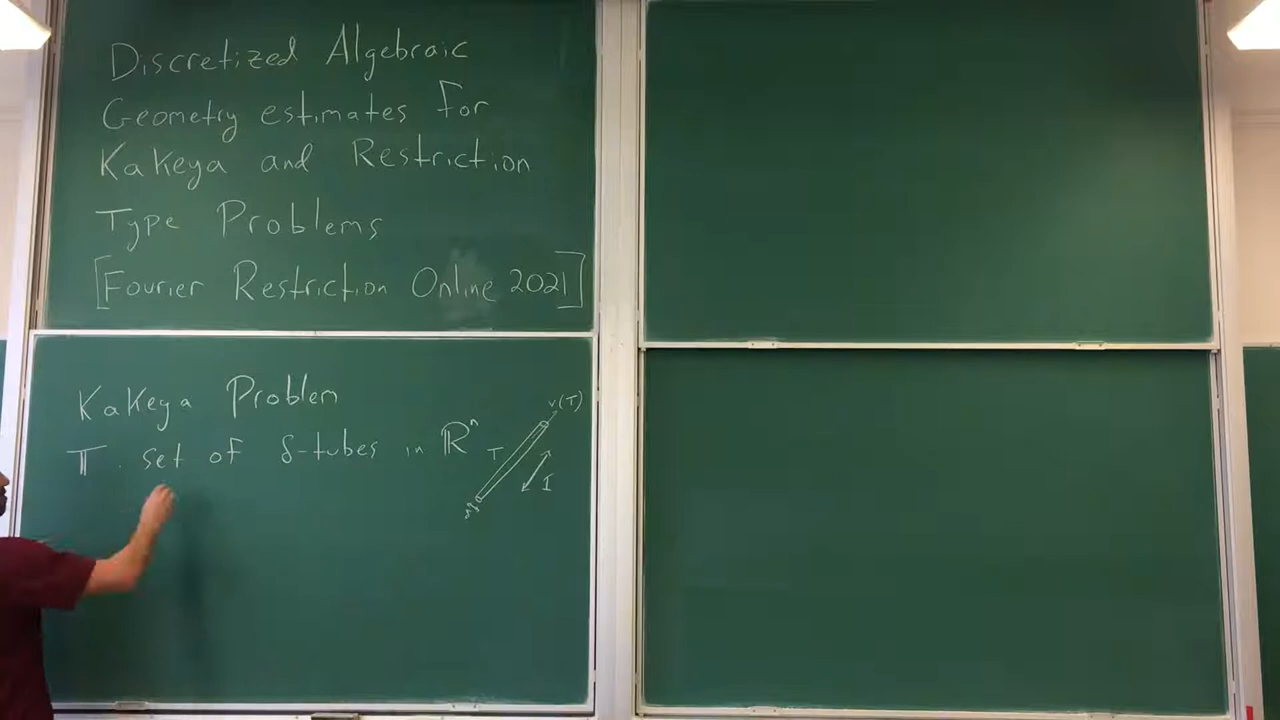 Discretized Algebraic
Geometry estimates for
Kakeya and Restriction
Type Problems
[Fourier Restriction Online 2021]
Kakeya Problem
𝕋 . set of δ-tubes in ℝⁿ
v(T)
T
I